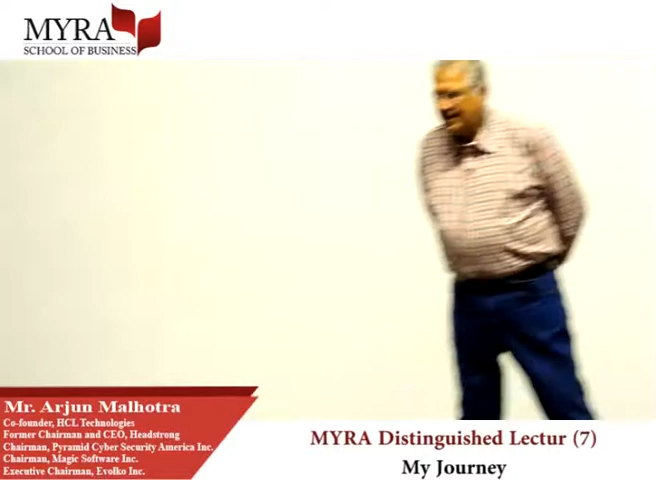 MYRA
SCHOOL OF BUSINESS
Mr. Arjun Malhotra
Co-founder, HCL Technologies
Former Chairman and CEO, Headstrong
Chairman, Pyramid Cyber Security America Inc.
Chairman, Magic Software Inc.
Executive Chairman, Evolko Inc.
MYRA Distinguished Lectur (7)
My Journey